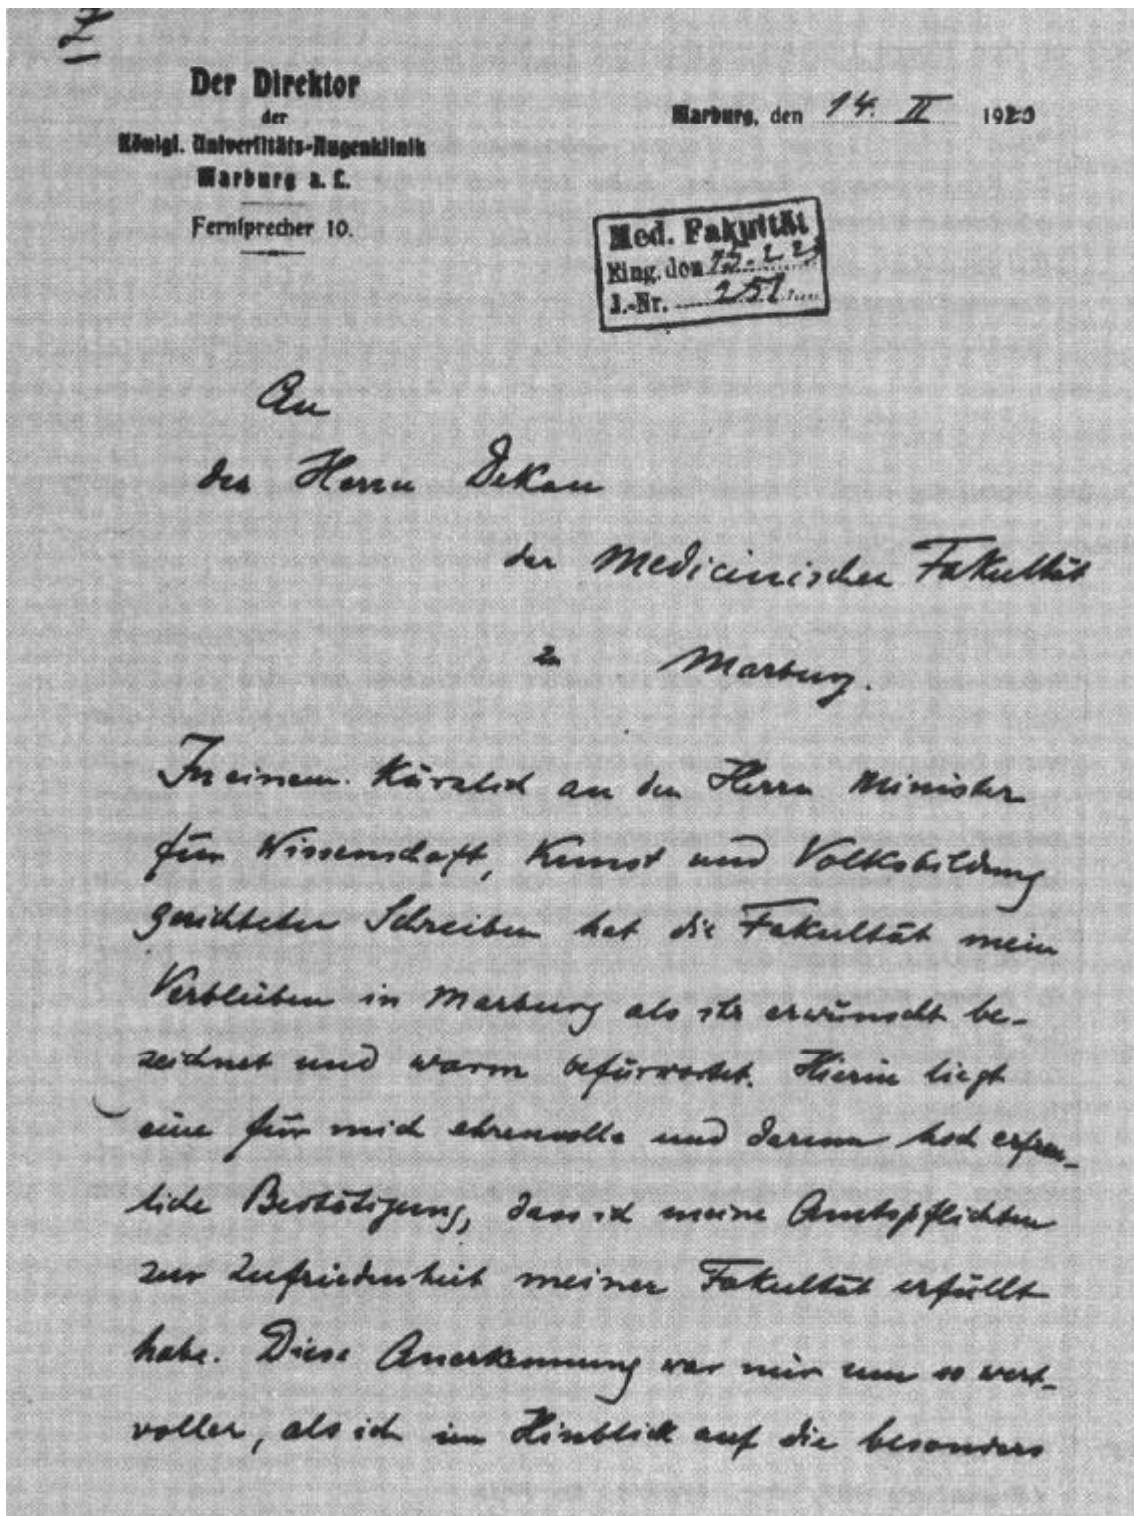 Der Direktor
der
Königl. Universitäts-Augenklinik
Marburg a. L.
Fernsprecher 10.
Marburg, den 14. II 1920
Med. Fakultät
Eing. den
J.-Nr. 251
An
den Herrn Dekan
der Medicinischen Fakultät
zu Marburg.
In einem kürzlich an den Herrn Minister
für Wissenschaft, Kunst und Volksbildung
gerichteten Schreiben hat die Fakultät mein
Verbleiben in Marburg als ihr erwünscht be-
zeichnet und warm befürwortet. Hierin liegt
eine für mich ehrenvolle und darum hoch erfreu-
liche Bestätigung, dass ich meine Amtspflichten
zur Zufriedenheit meiner Fakultät erfüllt
habe. Diese Anerkennung war mir um so wert-
voller, als ich im Hinblick auf die besonders